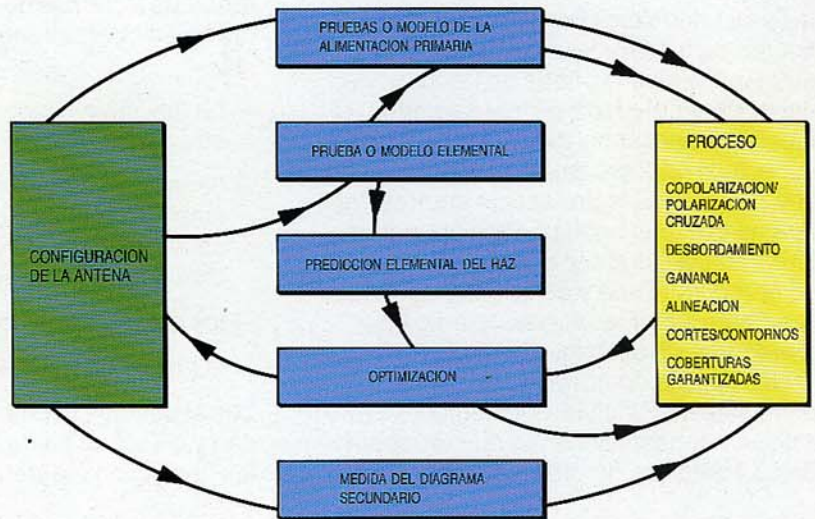 PRUEBAS O MODELO DE LA
ALIMENTACION PRIMARIA
PRUEBA O MODELO ELEMENTAL
CONFIGURACION
DE LA ANTENA
PREDICCION ELEMENTAL DEL HAZ
OPTIMIZACION
MEDIDA DEL DIAGRAMA
SECUNDARIO
PROCESO
COPOLARIZACION/
POLARIZACION
CRUZADA
DESBORDAMIENTO
GANANCIA
ALINEACION
CORTES/CONTORNOS
COBERTURAS
GARANTIZADAS